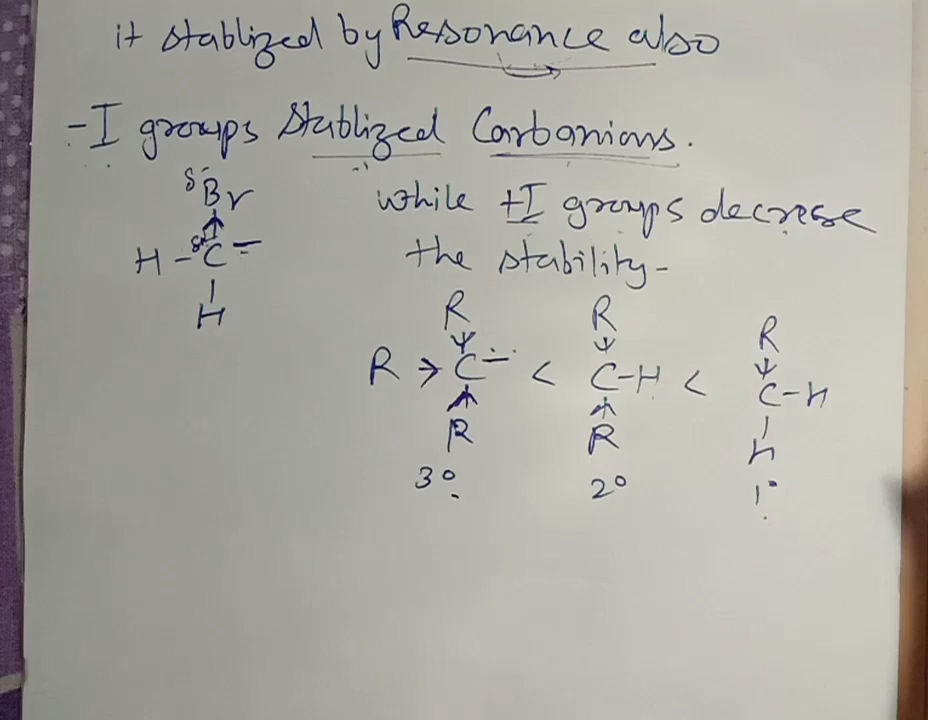 it stablized by Resonance also
-I groups Stablized Carbanions.
while +I groups decrese
the stability-
δ- Br
H - δ+ C -
H
R R R
R → C - < C-H < C-H
R R H
3° 2° 1°